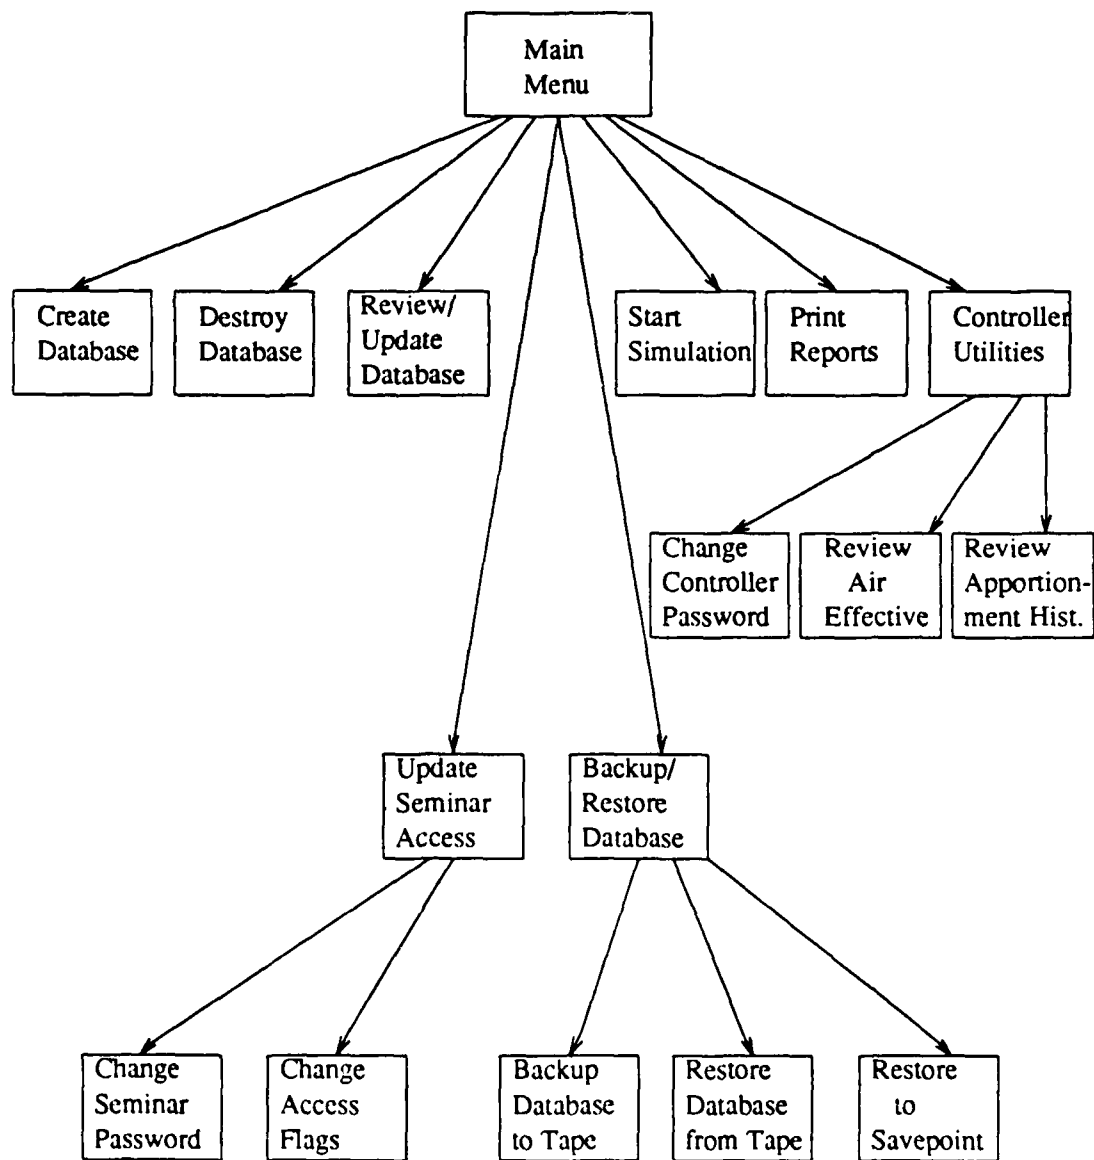 Main
Menu
Create
Database
Destroy
Database
Review/
Update
Database
Start
Simulation
Print
Reports
Controller
Utilities
Change
Controller
Password
Review
Air
Effective
Review
Apportion-
ment Hist.
Update
Seminar
Access
Backup/
Restore
Database
Change
Seminar
Password
Change
Access
Flags
Backup
Database
to Tape
Restore
Database
from Tape
Restore
to
Savepoint